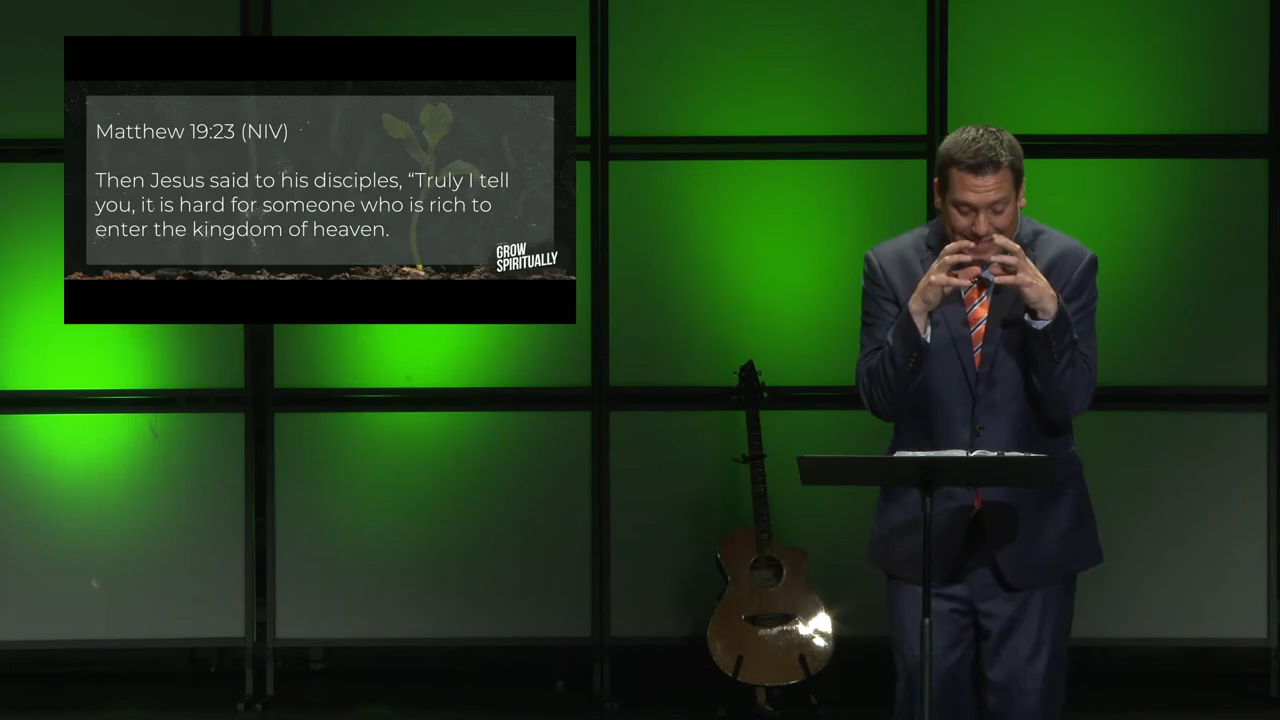 Matthew 19:23 (NIV)
Then Jesus said to his disciples, “Truly I tell
you, it is hard for someone who is rich to
enter the kingdom of heaven.
GROW
SPIRITUALLY